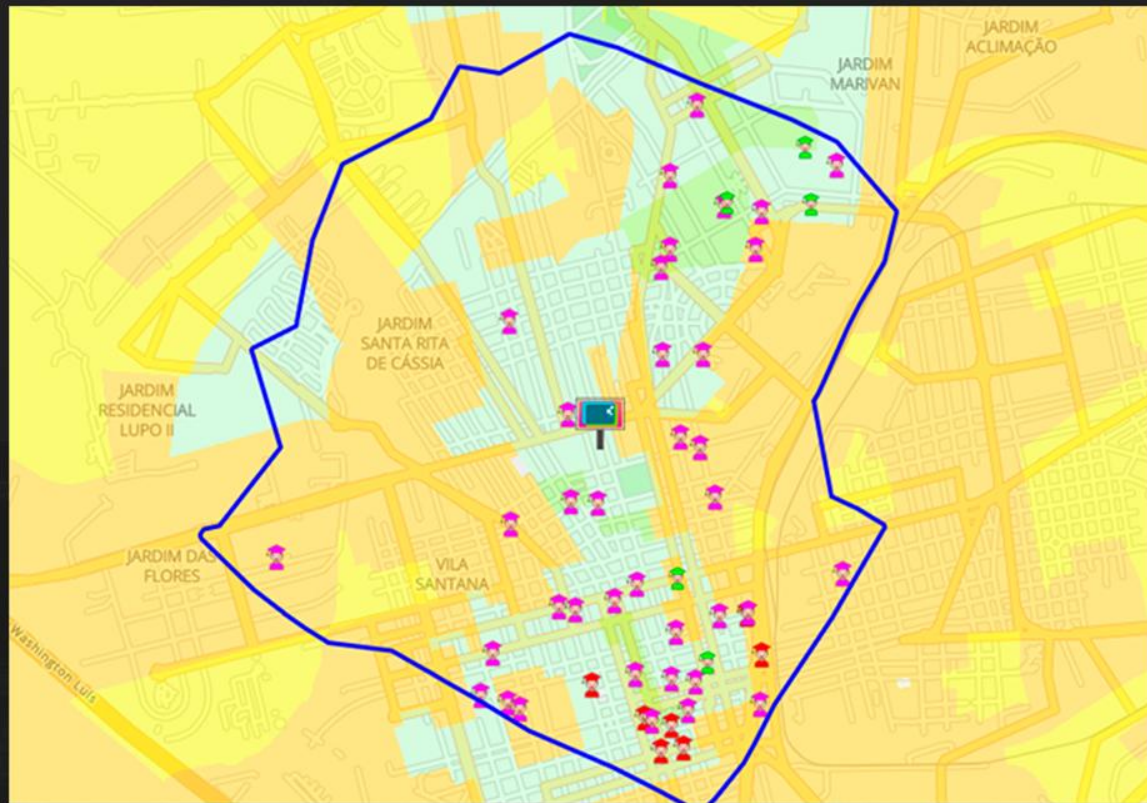 JARDIM
ACLIMAÇÃO
JARDIM
MARIVAN
JARDIM
SANTA RITA
DE CÁSSIA
JARDIM
RESIDENCIAL
LUPO II
JARDIM DAS
FLORES
VILA
SANTANA
Washington Luís